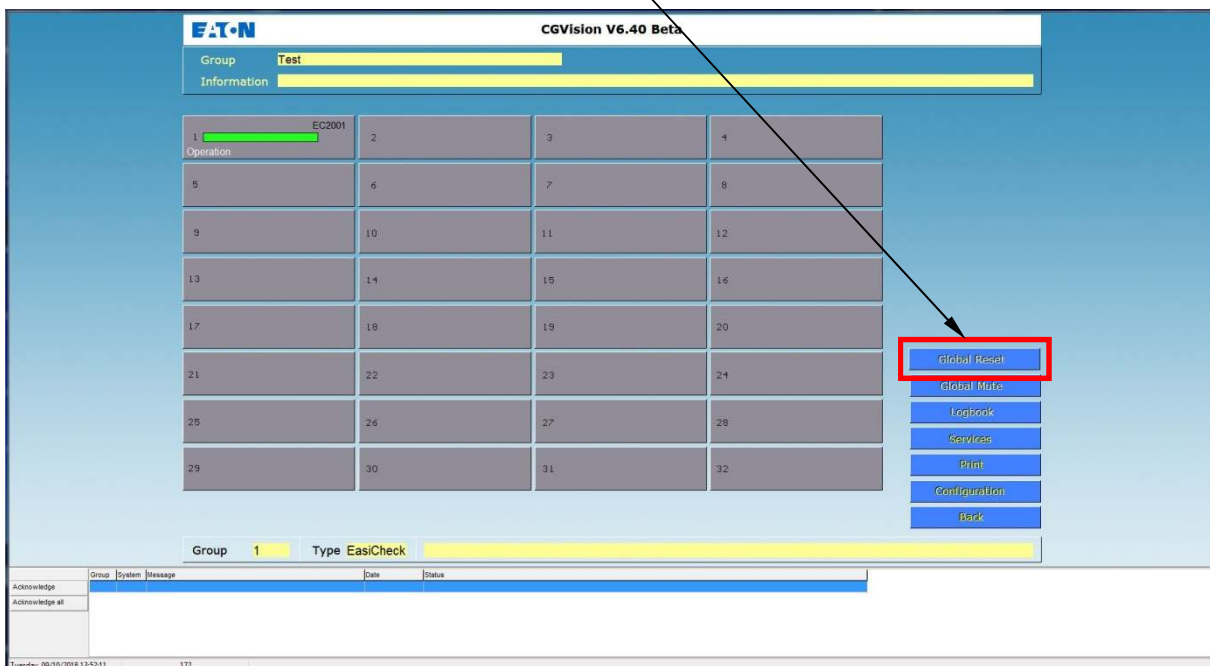 EATON
CGVision V6.40 Beta
Group Test
Information
1 EC2001
Operation
2
3
4
5
6
7
8
9
10
11
12
13
14
15
16
17
18
19
20
21
22
23
24
25
26
27
28
29
30
31
32
Global Reset
Global Mute
Logbook
Services
Print
Configuration
Back
Group 1 Type EasiCheck
Group System Message Date Status
Acknowledge
Acknowledge all
Tuesday 09/10/2018 13:52:11 172